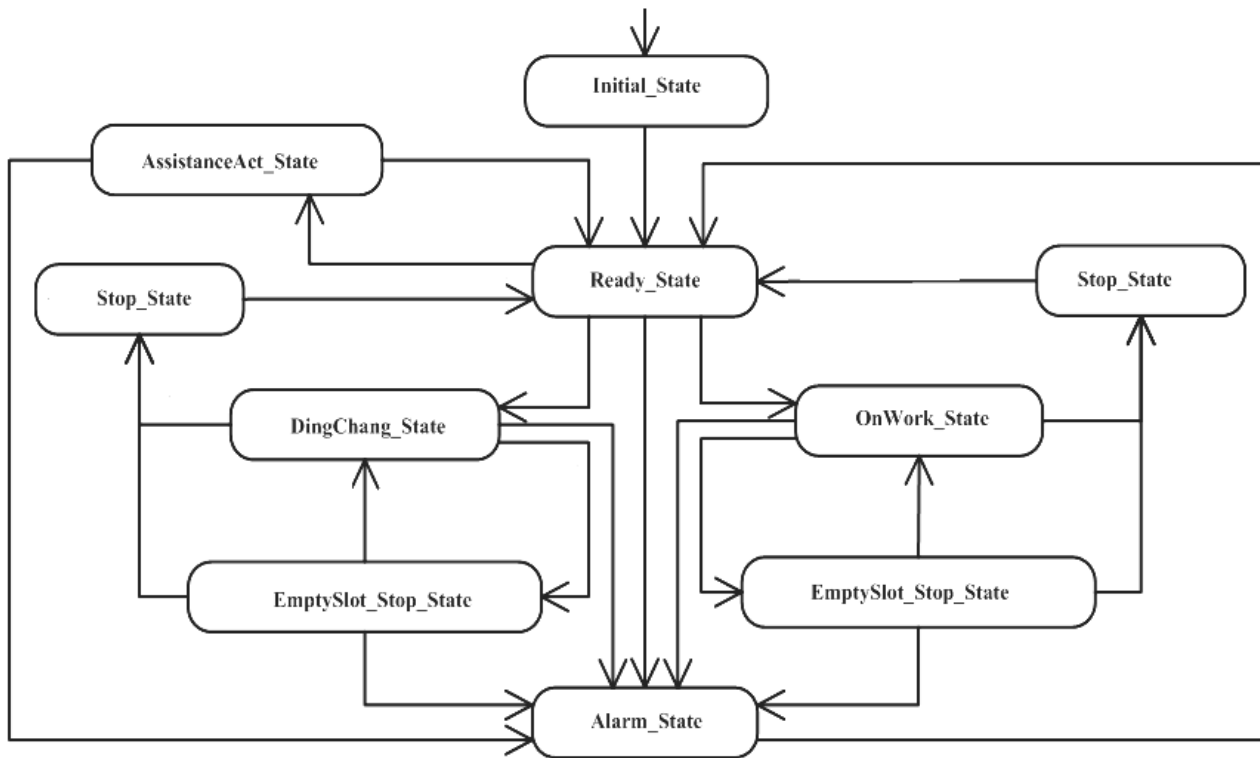 Initial_State
AssistanceAct_State
Ready_State
Stop_State
Stop_State
DingChang_State
OnWork_State
EmptySlot_Stop_State
EmptySlot_Stop_State
Alarm_State